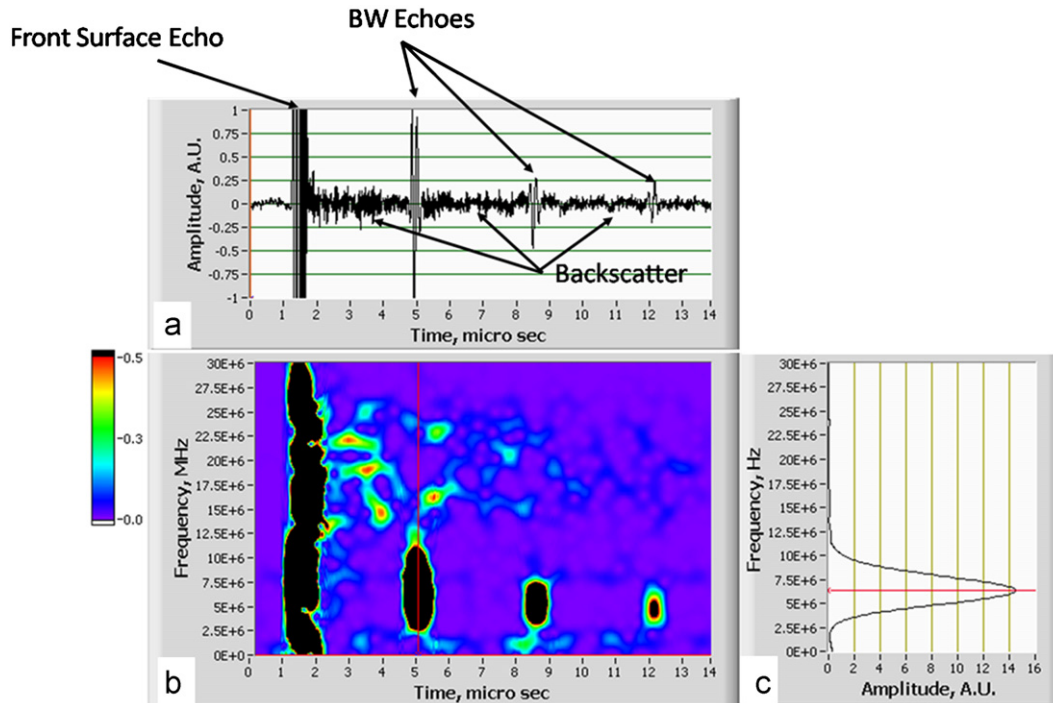 BW Echoes
Front Surface Echo
1
0.75
0.5
0.25
0
-0.25
-0.5
-0.75
-1
Amplitude, A.U.
Backscatter
0 1 2 3 4 5 6 7 8 9 10 11 12 13 14
Time, micro sec
a
-0.5
-0.3
-0.0
30E+6
27.5E+6
25E+6
22.5E+6
20E+6
17.5E+6
15E+6
12.5E+6
10E+6
7.5E+6
5E+6
2.5E+6
0E+0
Frequency, MHz
0 1 2 3 4 5 6 7 8 9 10 11 12 13 14
Time, micro sec
b
30E+6
27.5E+6
25E+6
22.5E+6
20E+6
17.5E+6
15E+6
12.5E+6
10E+6
7.5E+6
5E+6
2.5E+6
0E+0
Frequency, Hz
0 2 4 6 8 10 12 14 16
Amplitude, A.U.
c